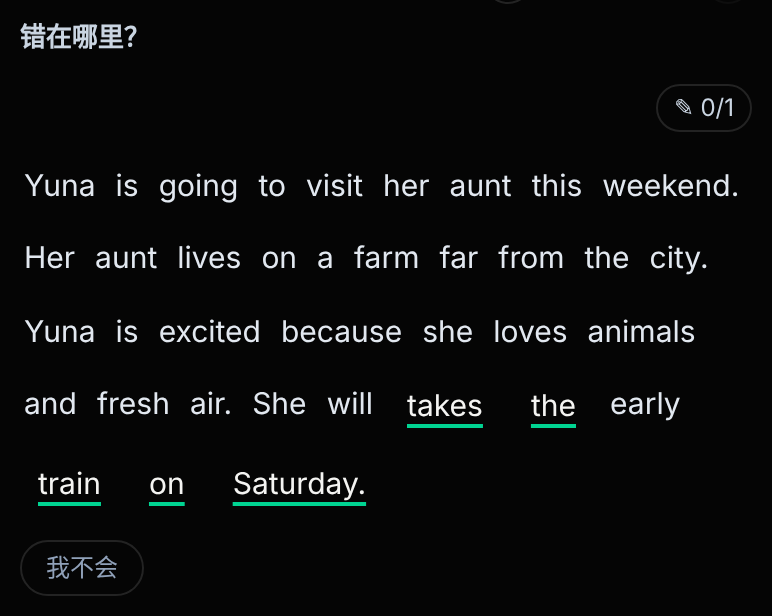 错在哪里?
✎ 0/1
Yuna is going to visit her aunt this weekend.
Her aunt lives on a farm far from the city.
Yuna is excited because she loves animals
and fresh air. She will takes the early
train on Saturday.
我不会